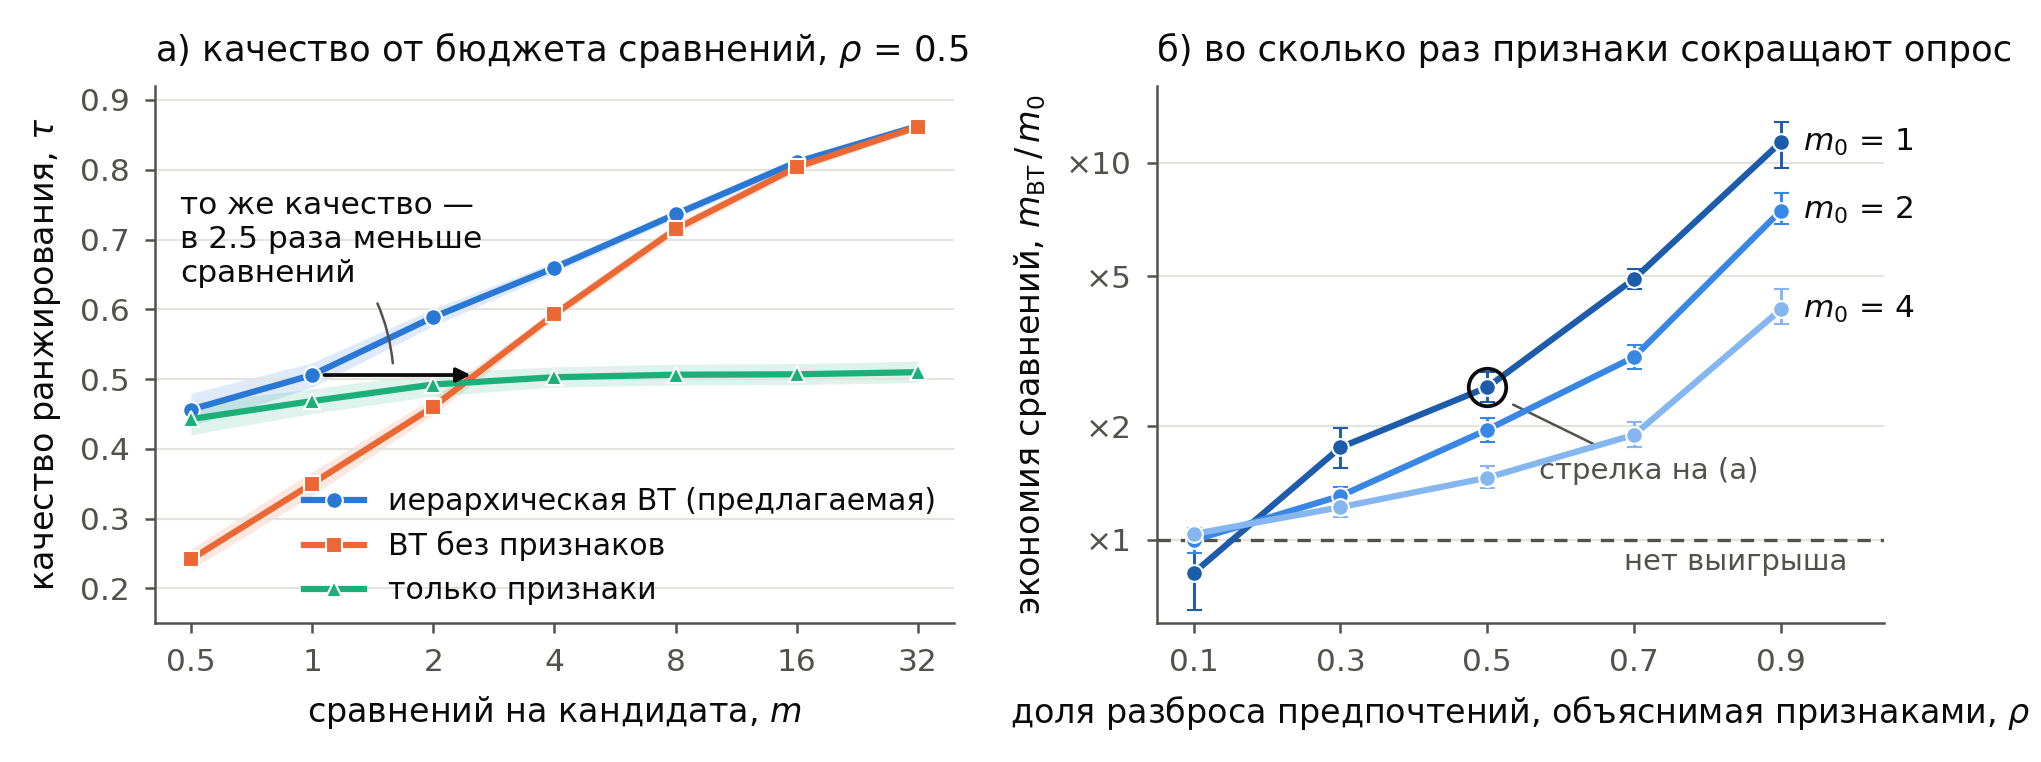 а) качество от бюджета сравнений, ρ = 0.5
качество ранжирования, τ
0.9
0.8
0.7
0.6
0.5
0.4
0.3
0.2
то же качество —
в 2.5 раза меньше
сравнений
иерархическая BT (предлагаемая)
BT без признаков
только признаки
0.5 1 2 4 8 16 32
сравнений на кандидата, m
б) во сколько раз признаки сокращают опрос
экономия сравнений, m_BT / m_0
×10
×5
×2
×1
m_0 = 1
m_0 = 2
m_0 = 4
стрелка на (а)
нет выигрыша
0.1 0.3 0.5 0.7 0.9
доля разброса предпочтений, объяснимая признаками, ρ